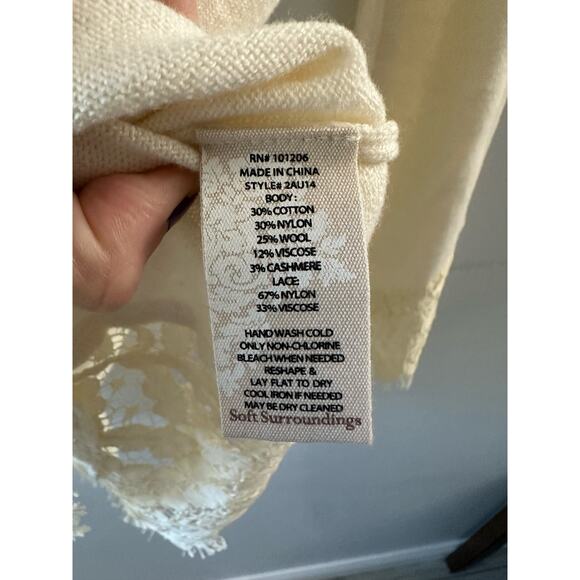 RN# 101206
MADE IN CHINA
STYLE# 2AU14
BODY:
30% COTTON
30% NYLON
25% WOOL
12% VISCOSE
3% CASHMERE
LACE:
67% NYLON
33% VISCOSE
HAND WASH COLD
ONLY NON-CHLORINE
BLEACH WHEN NEEDED
RESHAPE &
LAY FLAT TO DRY
COOL IRON IF NEEDED
MAY BE DRY CLEANED
Soft Surroundings